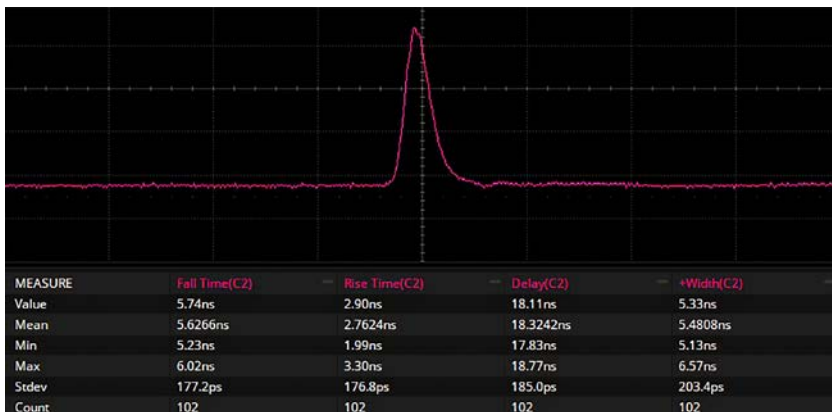 MEASURE Fall Time(C2) Rise Time(C2) Delay(C2) +Width(C2)
Value 5.74ns 2.90ns 18.11ns 5.33ns
Mean 5.6266ns 2.7624ns 18.3242ns 5.4808ns
Min 5.23ns 1.99ns 17.83ns 5.13ns
Max 6.02ns 3.30ns 18.77ns 6.57ns
Stdev 177.2ps 176.8ps 185.0ps 203.4ps
Count 102 102 102 102